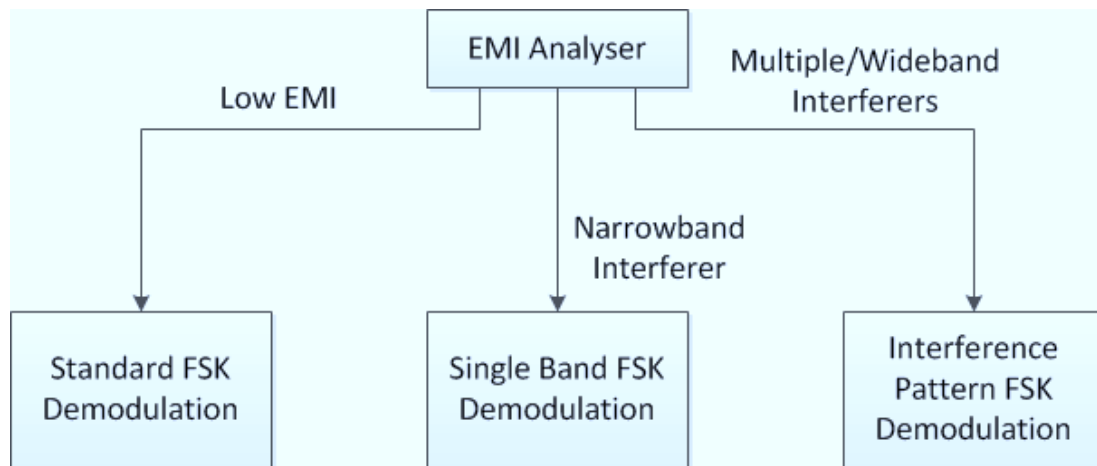 EMI Analyser
Low EMI
Multiple/Wideband
Interferers
Narrowband
Interferer
Standard FSK
Demodulation
Single Band FSK
Demodulation
Interference
Pattern FSK
Demodulation